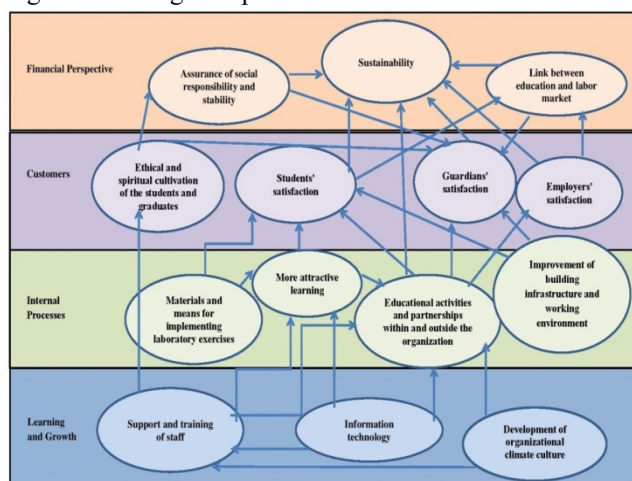 Financial Perspective
Assurance of social
responsibility and
stability
Sustainability
Link between
education and labor
market
Customers
Ethical and
spiritual cultivation
of the students and
graduates
Students'
satisfaction
Guardians'
satisfaction
Employers'
satisfaction
Internal
Processes
Materials and
means for
implementing
laboratory exercises
More attractive
learning
Educational activities
and partnerships
within and outside the
organization
Improvement of
building
infrastructure and
working
environment
Learning
and Growth
Support and training
of staff
Information
technology
Development of
organizational
climate culture